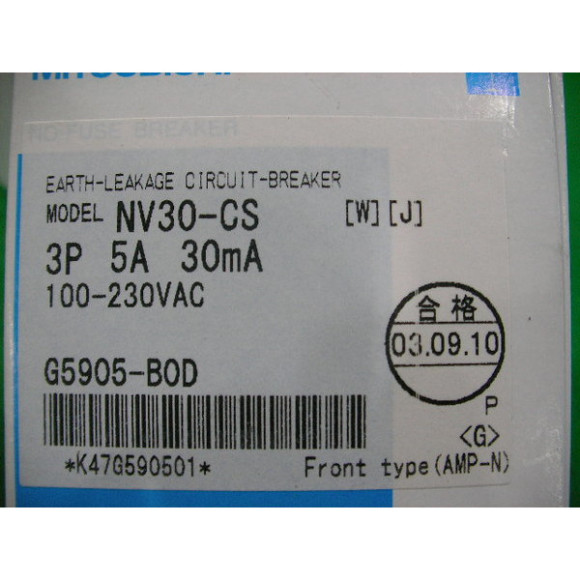 MITSUBISHI
NO-FUSE BREAKER
EARTH-LEAKAGE CIRCUIT-BREAKER
MODEL NV30-CS [W][J]
3P 5A 30mA
100-230VAC
合格
03.09.10
G5905-BOD
P
<G>
*K47G590501* Front type(AMP-N)